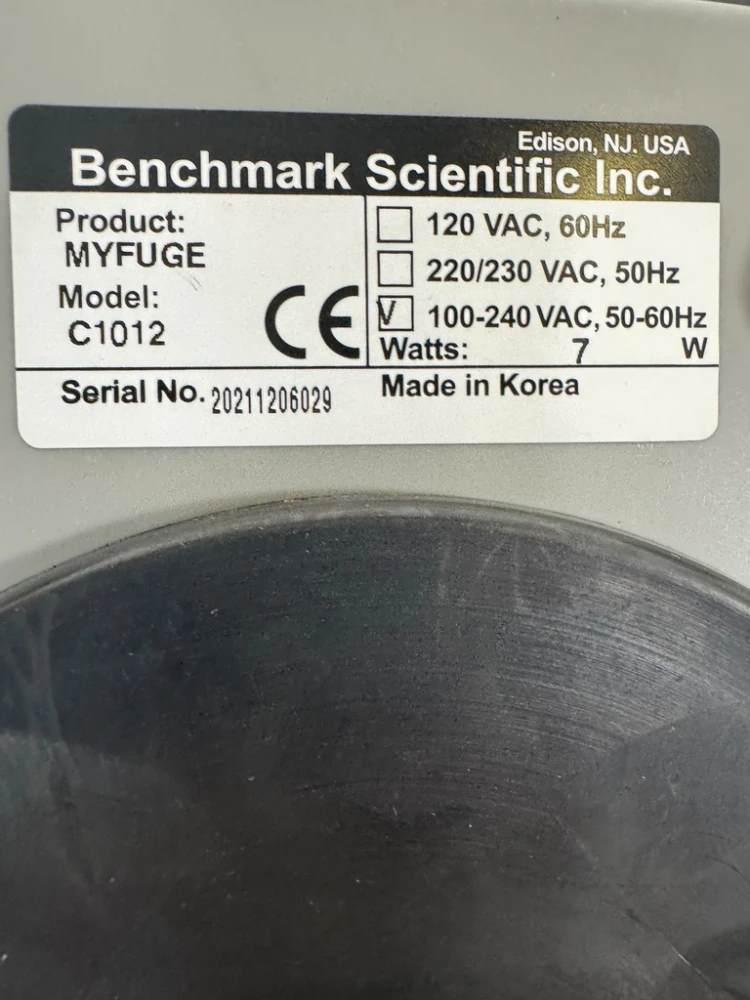 Edison, NJ. USA
Benchmark Scientific Inc.
Product:
MYFUGE
Model:
C1012
CE
120 VAC, 60Hz
220/230 VAC, 50Hz
V 100-240 VAC, 50-60Hz
Watts: 7 W
Serial No. 20211206029
Made in Korea